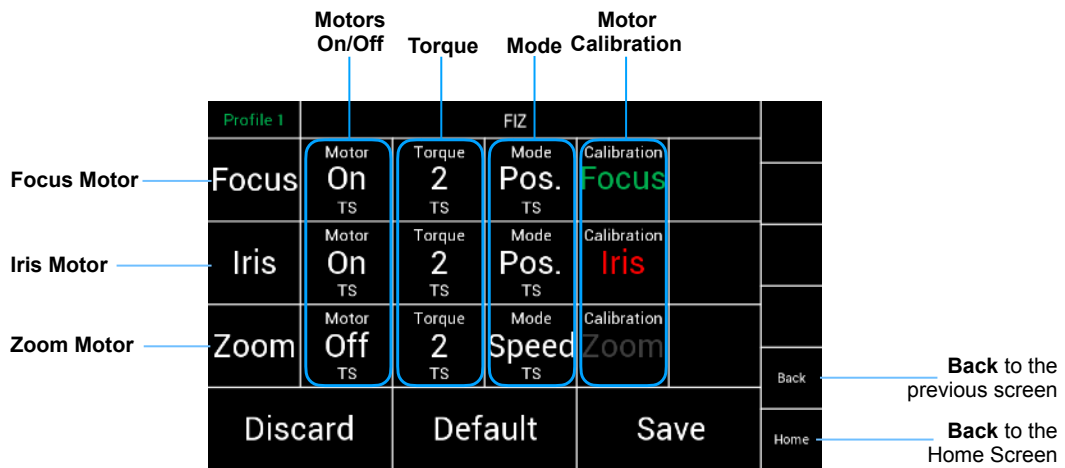 Motors
On/Off
Torque
Mode
Motor
Calibration
Profile 1
FIZ
Focus Motor
Focus
Motor
On
TS
Torque
2
TS
Mode
Pos.
TS
Calibration
Focus
Iris Motor
Iris
Motor
On
TS
Torque
2
TS
Mode
Pos.
TS
Calibration
Iris
Zoom Motor
Zoom
Motor
Off
TS
Torque
2
TS
Mode
Speed
TS
Calibration
Zoom
Back
Back to the
previous screen
Discard
Default
Save
Home
Back to the
Home Screen